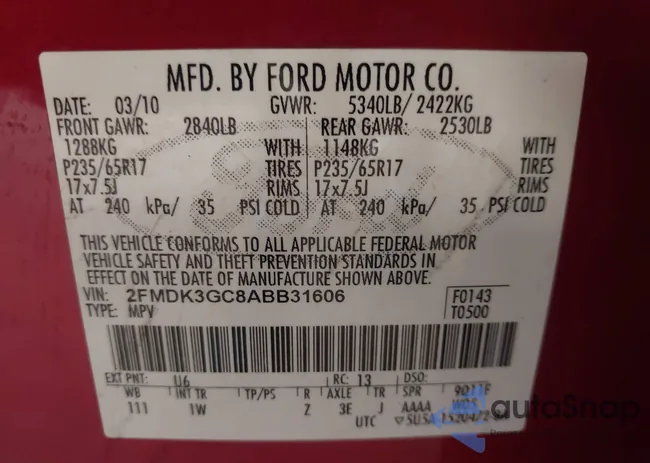 MFD. BY FORD MOTOR CO.
DATE: 03/10 GVWR: 5340LB/ 2422KG
FRONT GAWR: 2840LB REAR GAWR: 2530LB
1288KG WITH 1148KG WITH
P235/65R17 TIRES P235/65R17 TIRES
17x7.5J RIMS 17x7.5J RIMS
AT 240 kPa/ 35 PSI COLD AT 240 kPa/ 35 PSI COLD
THIS VEHICLE CONFORMS TO ALL APPLICABLE FEDERAL MOTOR
VEHICLE SAFETY AND THEFT PREVENTION STANDARDS IN
EFFECT ON THE DATE OF MANUFACTURE SHOWN ABOVE.
VIN: 2FMDK3GC8ABB31606 F0143
TYPE: MPV T0500
EXT PNT: U6 RC: 13 DSO:
WB INT TR TP/PS R AXLE TR SPR
111 1W Z 3E J AAAA
UTC
autoSnap